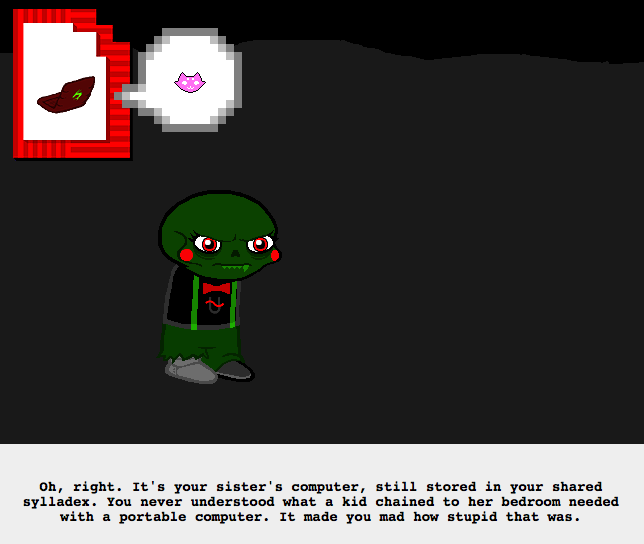 Oh, right. It's your sister's computer, still stored in your shared
sylladex. You never understood what a kid chained to her bedroom needed
with a portable computer. It made you mad how stupid that was.